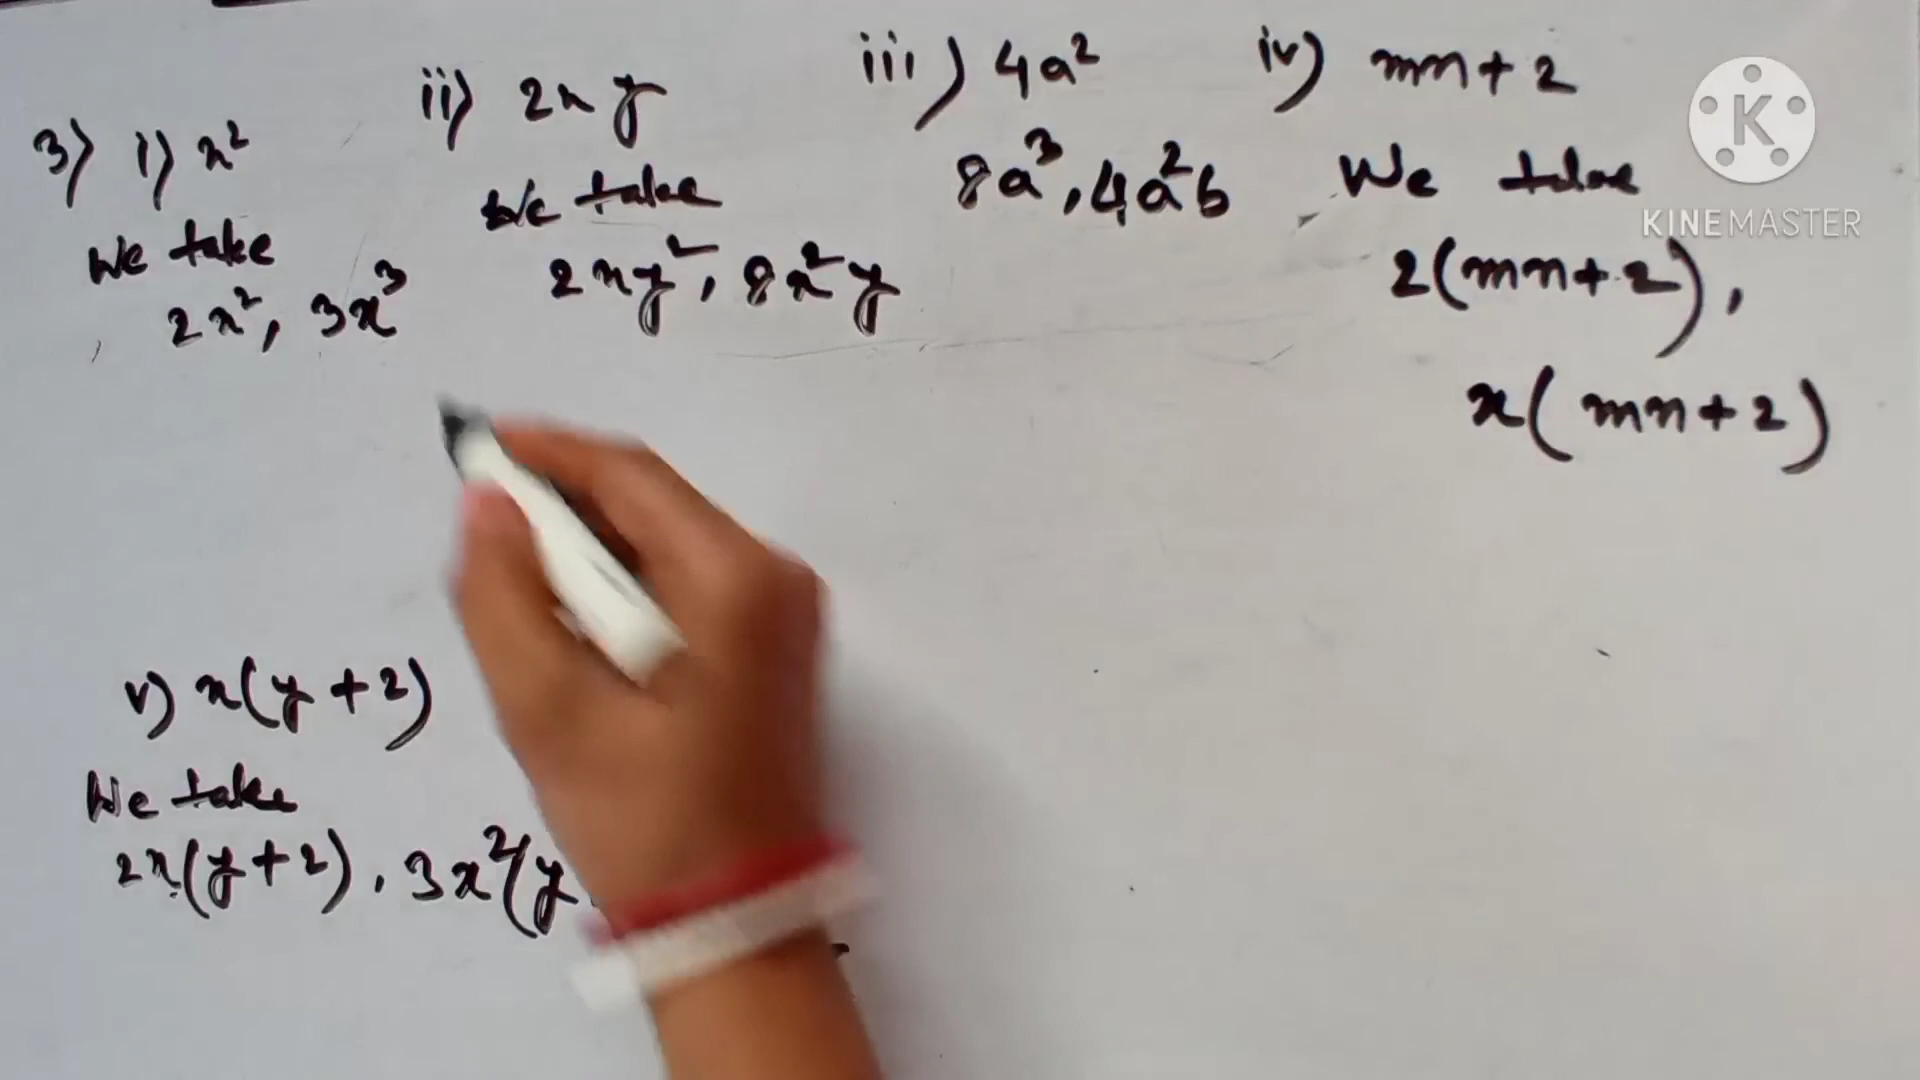 3) i) x²
We take
2x², 3x³
ii) 2xy
We take
2xy², 8x²y
iii) 4a²
8a³, 4a²b
iv) mn+2
We take
2(mn+2),
x(mn+2)
v) x(y+2)
We take
2x(y+2), 3x²(y
K
KINEMASTER